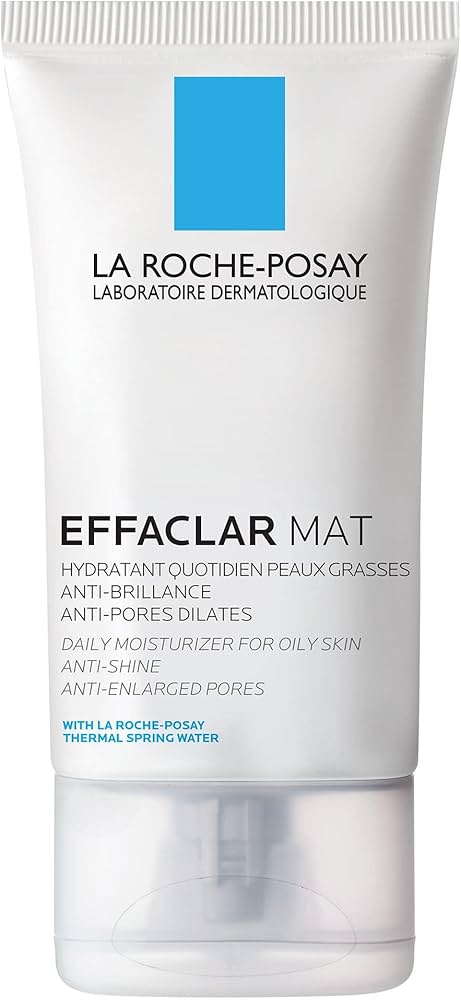 LA ROCHE-POSAY
LABORATOIRE DERMATOLOGIQUE
EFFACLAR MAT
HYDRATANT QUOTIDIEN PEAUX GRASSES
ANTI-BRILLANCE
ANTI-PORES DILATES
DAILY MOISTURIZER FOR OILY SKIN
ANTI-SHINE
ANTI-ENLARGED PORES
WITH LA ROCHE-POSAY
THERMAL SPRING WATER